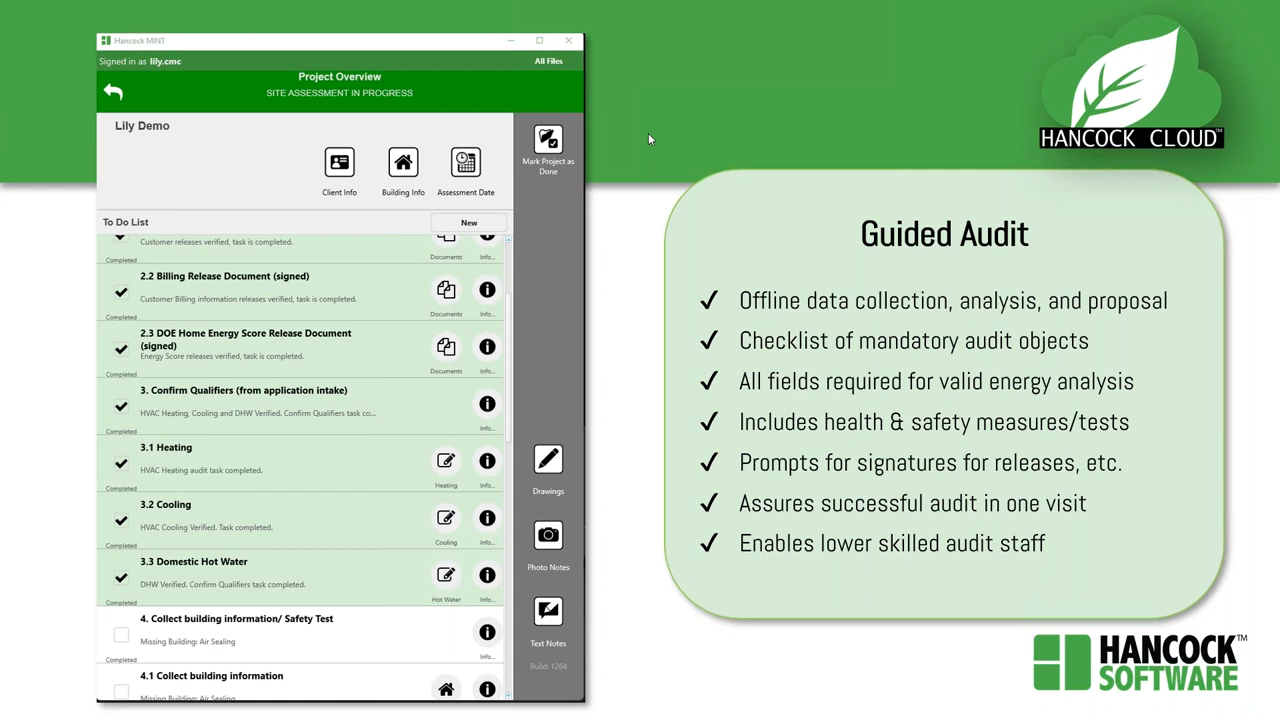 Hancock MINT
Signed in as lily.cmc
All Files
Project Overview
SITE ASSESSMENT IN PROGRESS
Lily Demo
Client Info
Building Info
Assessment Date
Mark Project as
Done
To Do List
New
Customer releases verified, task is completed.
Completed
Documents
Info...
2.2 Billing Release Document (signed)
Customer Billing information releases verified, task is completed.
Completed
Documents
Info...
2.3 DOE Home Energy Score Release Document
(signed)
Energy Score releases verified, task is completed.
Completed
Documents
Info...
3. Confirm Qualifiers (from application intake)
HVAC Heating, Cooling and DHW Verified. Confirm Qualifiers task co...
Completed
Info...
3.1 Heating
HVAC Heating audit task completed.
Completed
Heating
Info...
3.2 Cooling
HVAC Cooling Verified. Task completed.
Completed
Cooling
Info...
3.3 Domestic Hot Water
DHW Verified. Confirm Qualifiers task completed.
Completed
Hot Water
Info...
4. Collect building information/ Safety Test
Missing Building: Air Sealing
Completed
Info...
4.1 Collect building information
Missing Building: Air Sealing
Drawings
Photo Notes
Text Notes
Build: 1264
HANCOCK CLOUD™
Guided Audit
✓ Offline data collection, analysis, and proposal
✓ Checklist of mandatory audit objects
✓ All fields required for valid energy analysis
✓ Includes health & safety measures/tests
✓ Prompts for signatures for releases, etc.
✓ Assures successful audit in one visit
✓ Enables lower skilled audit staff
HANCOCK™
SOFTWARE